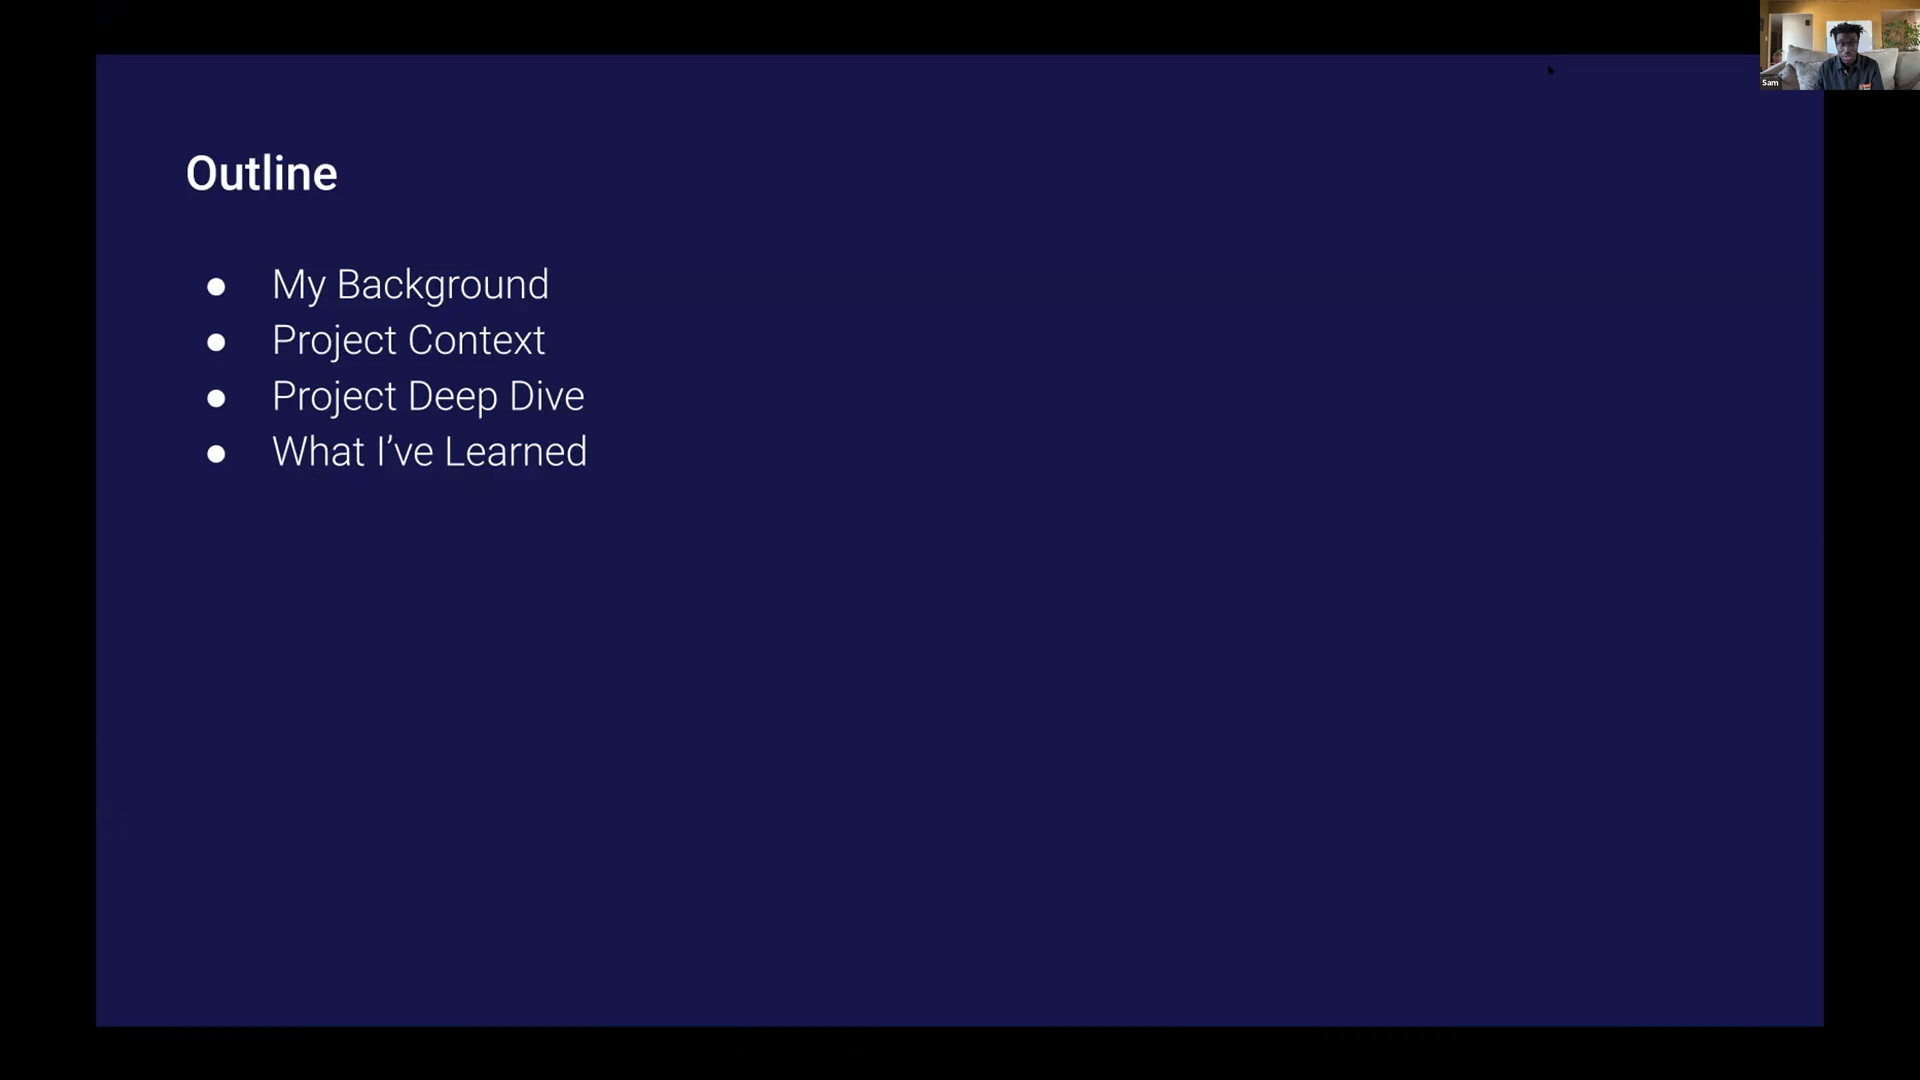 Outline
● My Background
● Project Context
● Project Deep Dive
● What I’ve Learned
Sam